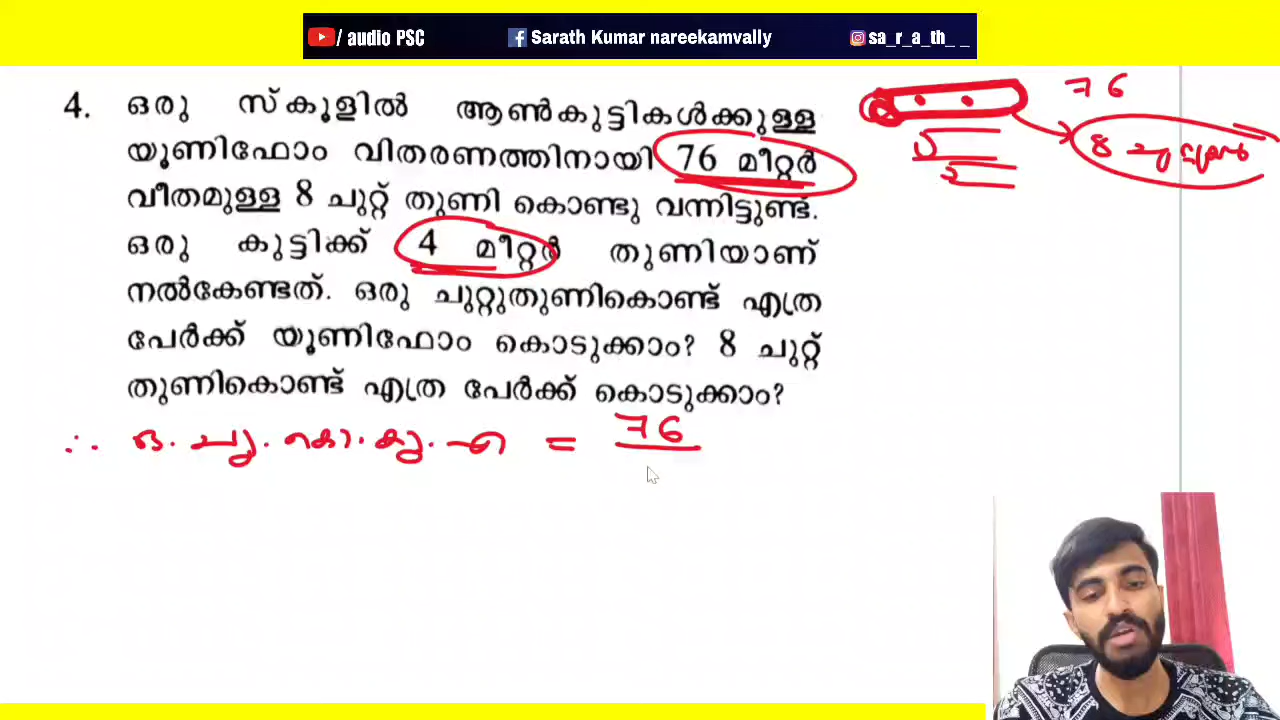 / audio PSC
Sarath Kumar nareekamvally
sa_r_a_th_ _
4. ഒരു സ്കൂളിൽ ആൺകുട്ടികൾക്കുള്ള
യൂണിഫോം വിതരണത്തിനായി 76 മീറ്റർ
വീതമുള്ള 8 ചുറ്റ് തുണി കൊണ്ടു വന്നിട്ടുണ്ട്.
ഒരു കുട്ടിക്ക് 4 മീറ്റർ തുണിയാണ്
നൽകേണ്ടത്. ഒരു ചുറ്റുതുണികൊണ്ട് എത്ര
പേർക്ക് യൂണിഫോം കൊടുക്കാം? 8 ചുറ്റ്
തുണികൊണ്ട് എത്ര പേർക്ക് കൊടുക്കാം?
76
8
∴ ഒ. ചു. കൊ. കു. എ = 76